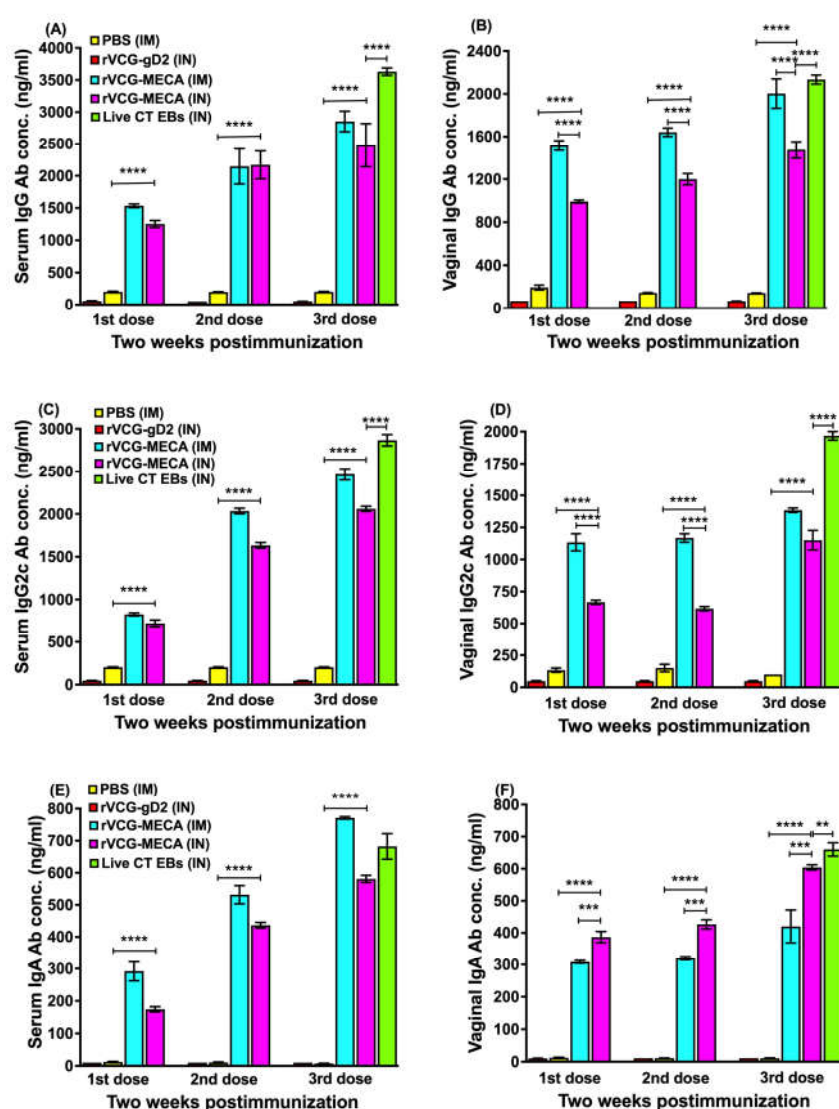 (A)
PBS (IM)
rVCG-gD2 (IN)
rVCG-MECA (IM)
rVCG-MECA (IN)
Live CT EBs (IN)
Serum IgG Ab conc. (ng/ml)
4000
3500
3000
2500
2000
1500
1000
500
0
****
****
****
****
1st dose
2nd dose
3rd dose
Two weeks postimmunization
(B)
Vaginal IgG Ab conc. (ng/ml)
2400
2000
1600
1200
800
400
0
****
****
****
****
****
****
****
1st dose
2nd dose
3rd dose
Two weeks postimmunization
(C)
PBS (IM)
rVCG-gD2 (IN)
rVCG-MECA (IM)
rVCG-MECA (IN)
Live CT EBs (IN)
Serum IgG2c Ab conc. (ng/ml)
3000
2500
2000
1500
1000
500
0
****
****
****
****
1st dose
2nd dose
3rd dose
Two weeks postimmunization
(D)
Vaginal IgG2c Ab conc. (ng/ml)
2000
1750
1500
1250
1000
750
500
250
0
****
****
****
****
****
****
1st dose
2nd dose
3rd dose
Two weeks postimmunization
(E)
PBS (IM)
rVCG-gD2 (IN)
rVCG-MECA (IM)
rVCG-MECA (IN)
Live CT EBs (IN)
Serum IgA Ab conc. (ng/ml)
800
700
600
500
400
300
200
100
0
****
****
****
1st dose
2nd dose
3rd dose
Two weeks postimmunization
(F)
Vaginal IgA Ab conc. (ng/ml)
800
700
600
500
400
300
200
100
0
****
***
****
***
****
**
***
1st dose
2nd dose
3rd dose
Two weeks postimmunization